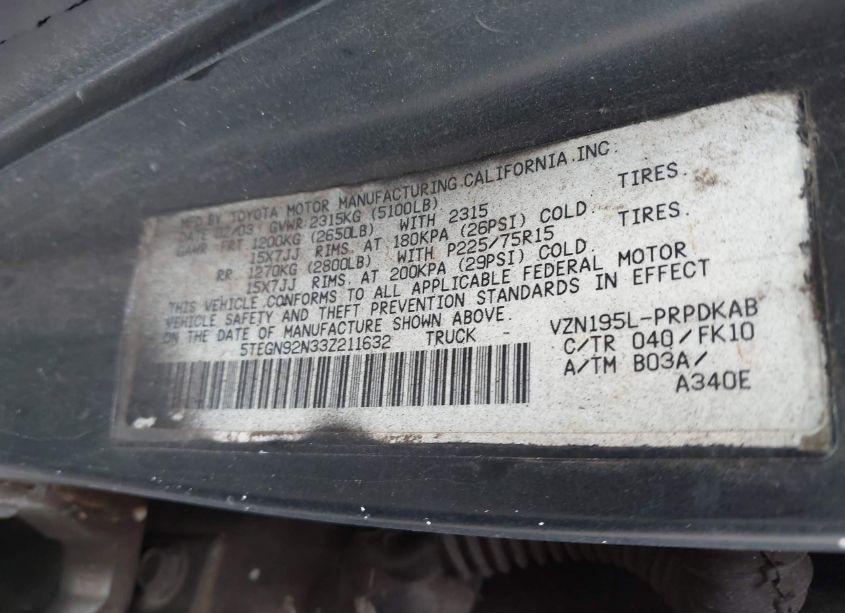 MFD BY TOYOTA MOTOR MANUFACTURING.CALIFORNIA.INC.
DATE 02/03 GVWR 2315KG (5100LB)
GAWR FRT 1200KG (2650LB) WITH 2315 TIRES.
15X7JJ RIMS. AT 180KPA (26PSI) COLD.
RR 1270KG (2800LB) WITH P225/75R15 TIRES.
15X7JJ RIMS. AT 200KPA (29PSI) COLD.
THIS VEHICLE CONFORMS TO ALL APPLICABLE FEDERAL MOTOR
VEHICLE SAFETY AND THEFT PREVENTION STANDARDS IN EFFECT
ON THE DATE OF MANUFACTURE SHOWN ABOVE.
5TEGN92N33Z211632 TRUCK
VZN195L-PRPDKAB
C/TR 040/FK10
A/TM B03A/
A340E